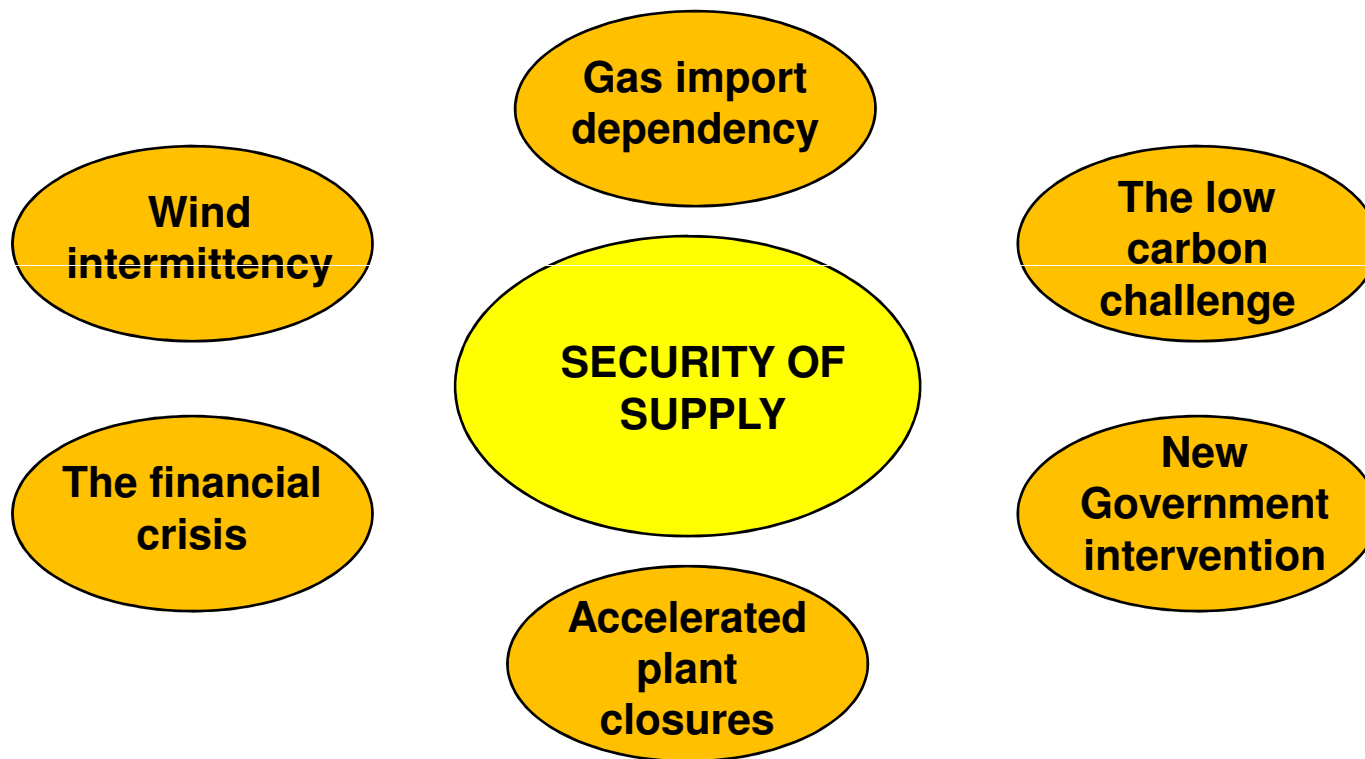 Gas import
dependency
Wind
intermittency
The low
carbon
challenge
SECURITY OF
SUPPLY
The financial
crisis
New
Government
intervention
Accelerated
plant
closures